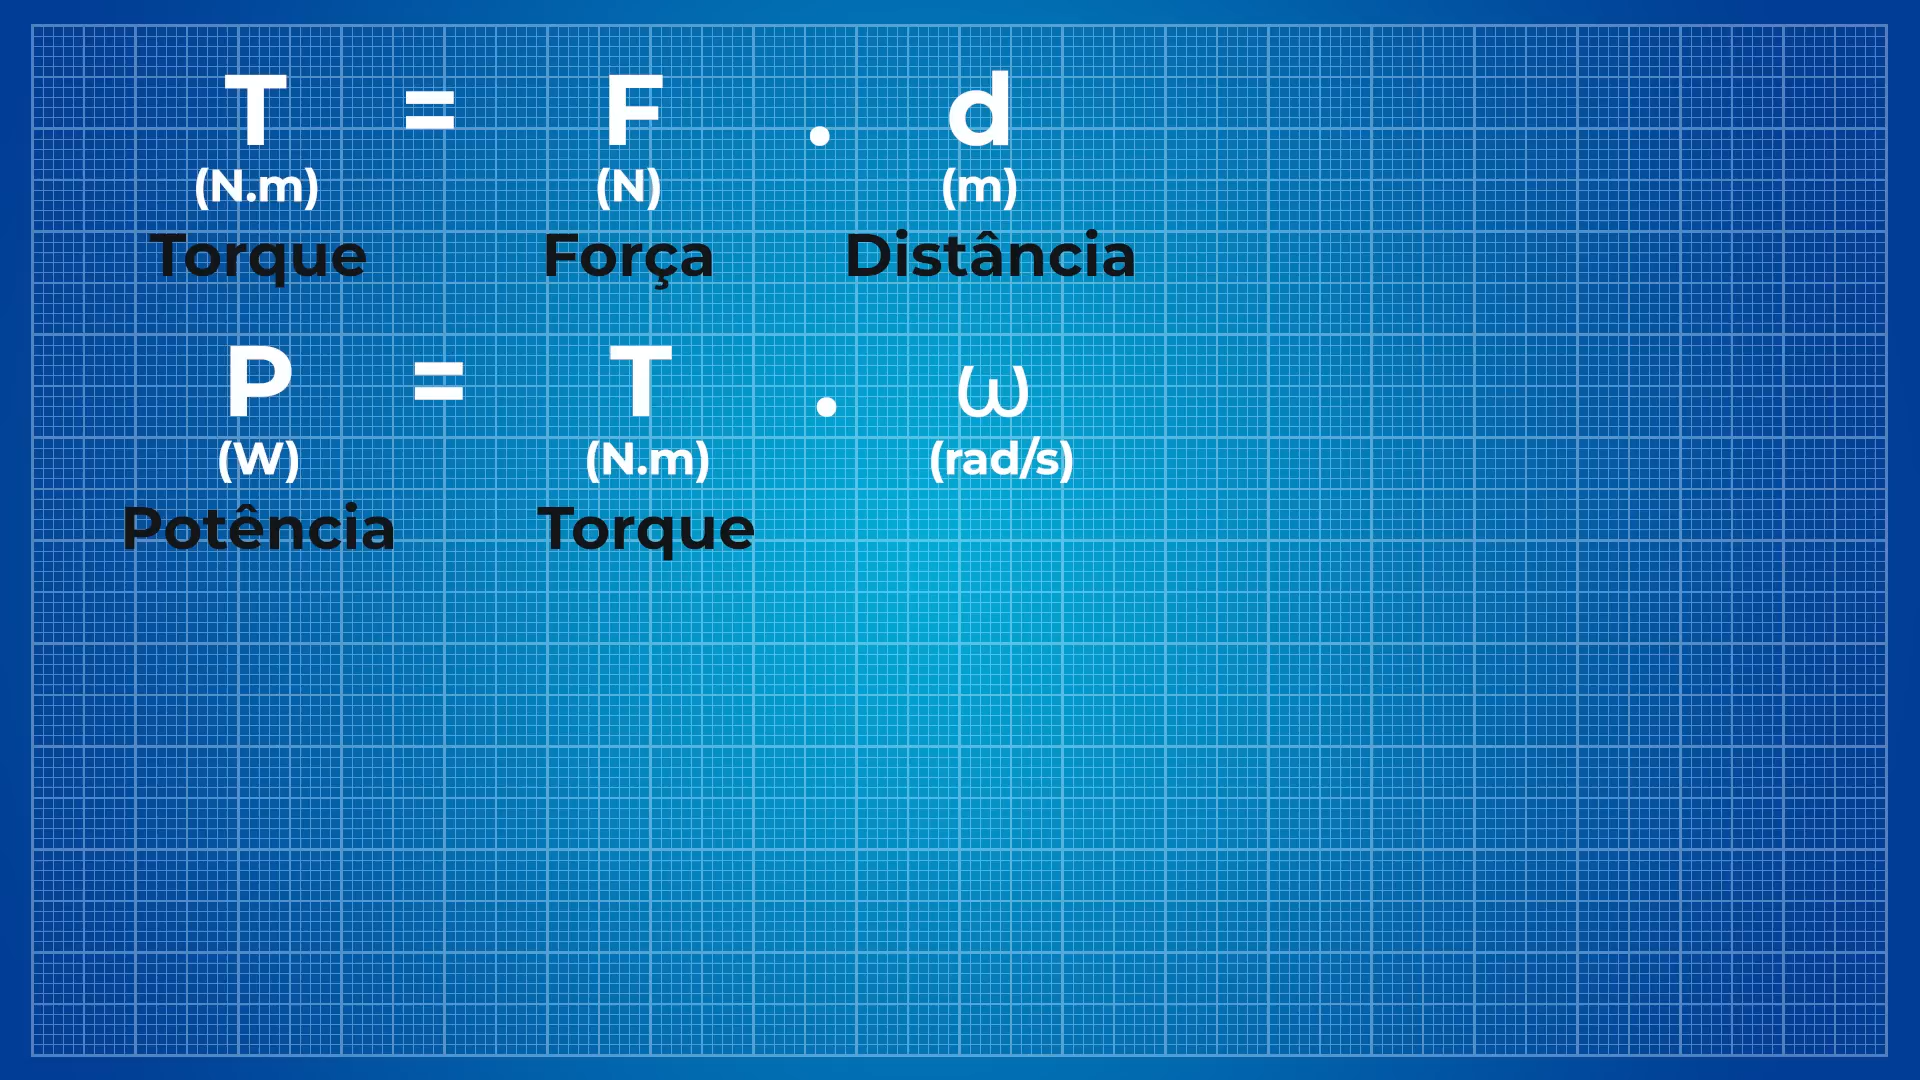 T = F . d
(N.m) (N) (m)
Torque Força Distância
P = T . ω
(W) (N.m) (rad/s)
Potência Torque